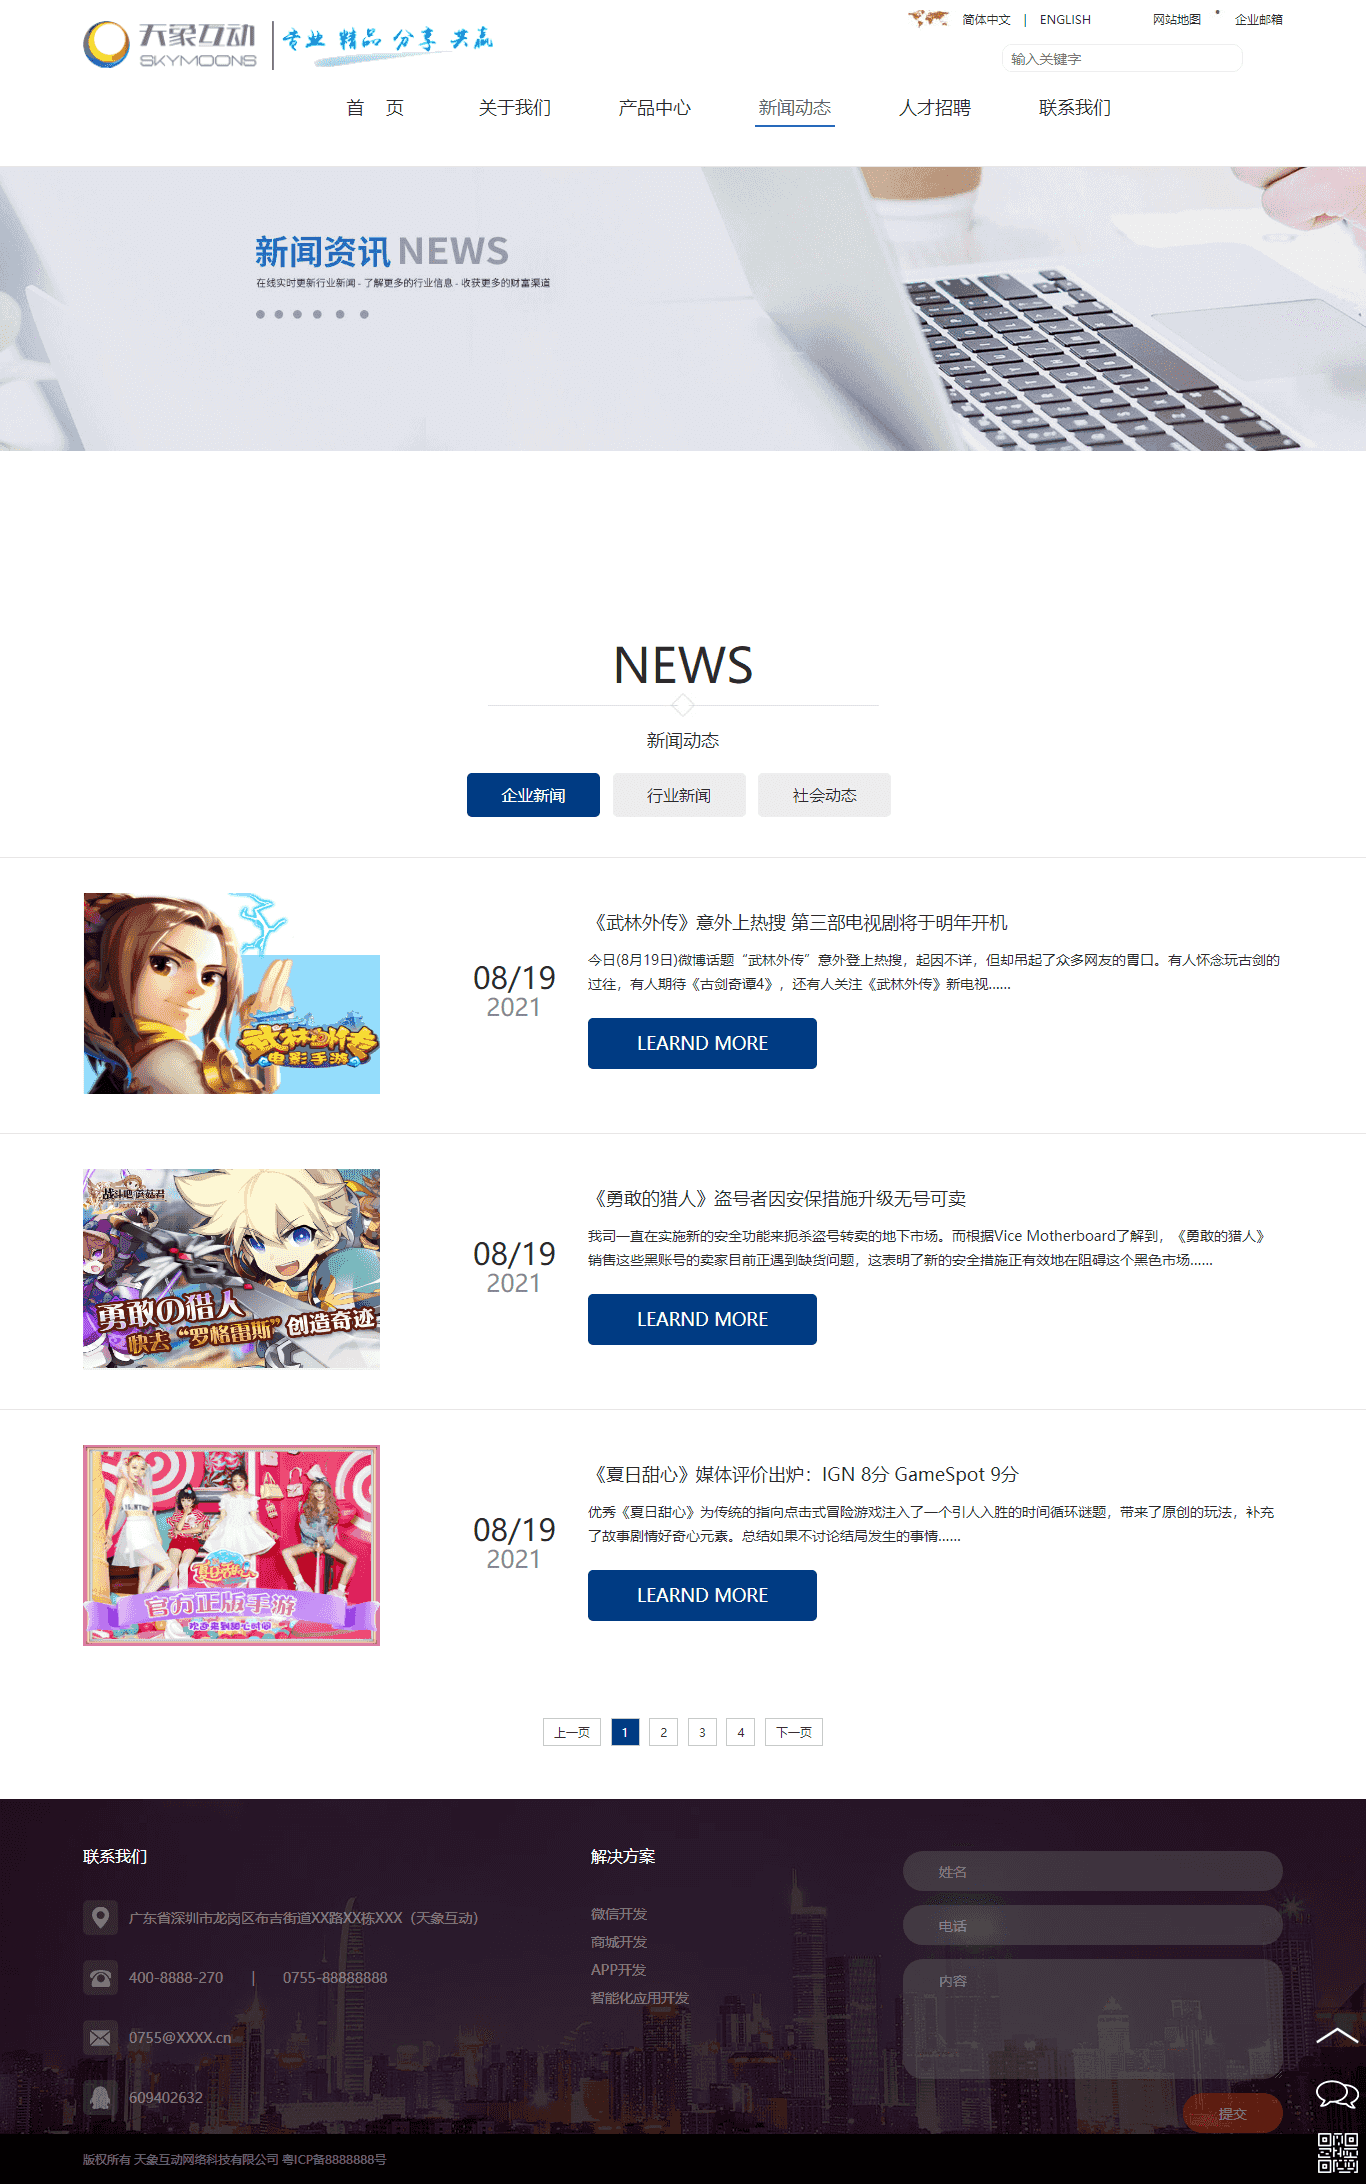 天象互动
SKYMOONS
专业 精品 分享 共赢
简体中文 | ENGLISH
网站地图
企业邮箱
输入关键字
首 页
关于我们
产品中心
新闻动态
人才招聘
联系我们
新闻资讯 NEWS
在线实时更新行业新闻 - 了解更多的行业信息 - 收获更多的财富渠道
NEWS
新闻动态
企业新闻
行业新闻
社会动态
武林外传
电影手游
08/19
2021
《武林外传》意外上热搜 第三部电视剧将于明年开机
今日(8月19日)微博话题“武林外传”意外登上热搜，起因不详，但却吊起了众多网友的胃口。有人怀念玩古剑的
过往，有人期待《古剑奇谭4》，还有人关注《武林外传》新电视......
LEARND MORE
战斗吧蘑菇君
勇敢の猎人
快去“罗格雷斯”创造奇迹
08/19
2021
《勇敢的猎人》盗号者因安保措施升级无号可卖
我司一直在实施新的安全功能来扼杀盗号转卖的地下市场。而根据Vice Motherboard了解到，《勇敢的猎人》
销售这些黑账号的卖家目前正遇到缺货问题，这表明了新的安全措施正有效地在阻碍这个黑色市场......
LEARND MORE
夏日甜心
官方正版手游
欢迎来到甜心时间
08/19
2021
《夏日甜心》媒体评价出炉：IGN 8分 GameSpot 9分
优秀《夏日甜心》为传统的指向点击式冒险游戏注入了一个引人入胜的时间循环谜题，带来了原创的玩法，补充
了故事剧情好奇心元素。总结如果不讨论结局发生的事情......
LEARND MORE
上一页 1 2 3 4 下一页
联系我们
广东省深圳市龙岗区布吉街道XX路XX栋XXX（天象互动）
400-8888-270 | 0755-88888888
0755@XXXX.cn
609402632
解决方案
微信开发
商城开发
APP开发
智能化应用开发
姓名
电话
内容
提交
版权所有 天象互动网络科技有限公司 粤ICP备8888888号